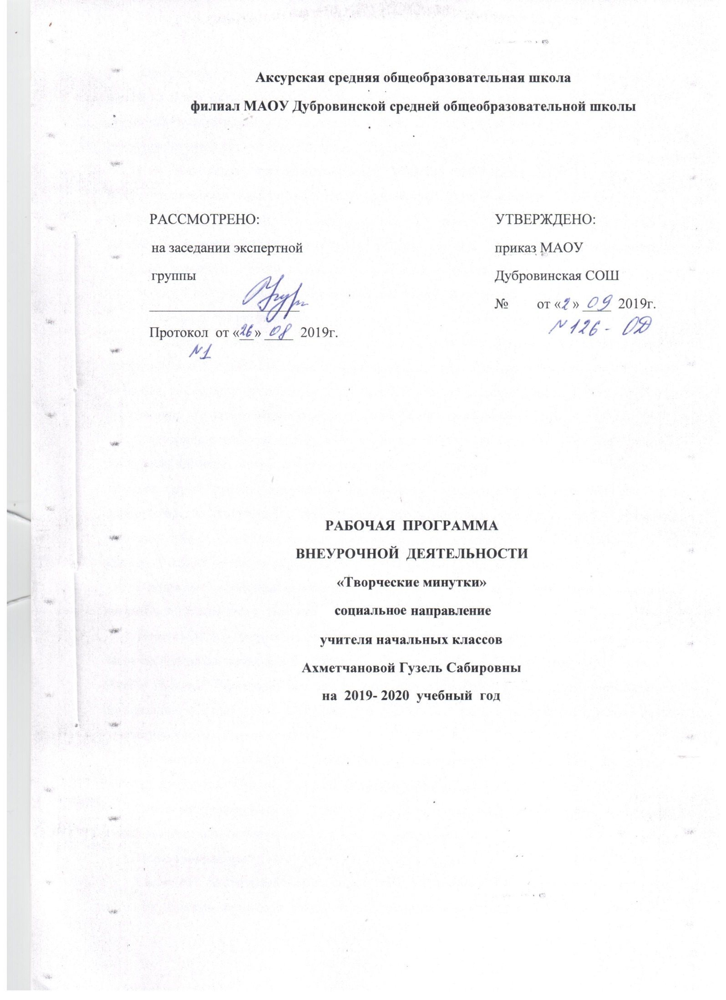 Аксурская средняя общеобразовательная школа
филиал МАОУ Дубровинской средней общеобразовательной школы
РАССМОТРЕНО:
на заседании экспертной
группы
Протокол от «26» 08 2019г.
№1
УТВЕРЖДЕНО:
приказ МАОУ
Дубровинская СОШ
№ от «2» 09 2019г.
№126 - ОД
РАБОЧАЯ ПРОГРАММА
ВНЕУРОЧНОЙ ДЕЯТЕЛЬНОСТИ
«Творческие минутки»
социальное направление
учителя начальных классов
Ахметчановой Гузель Сабировны
на 2019- 2020 учебный год